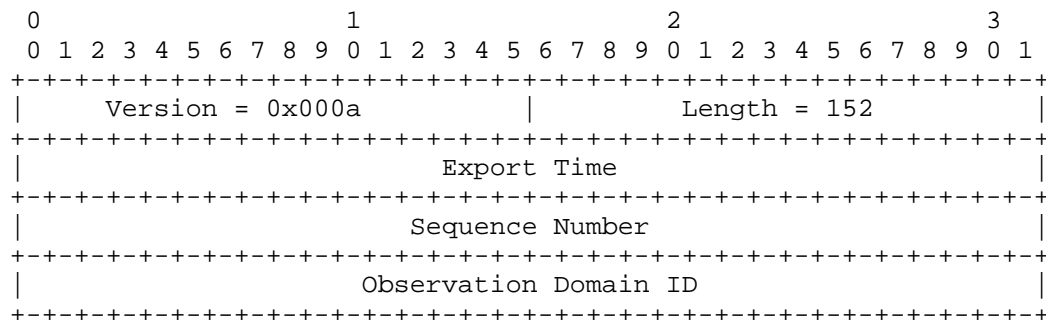 0                   1                   2                   3
 0 1 2 3 4 5 6 7 8 9 0 1 2 3 4 5 6 7 8 9 0 1 2 3 4 5 6 7 8 9 0 1
+-+-+-+-+-+-+-+-+-+-+-+-+-+-+-+-+-+-+-+-+-+-+-+-+-+-+-+-+-+-+-+-+
|     Version = 0x000a          |         Length = 152          |
+-+-+-+-+-+-+-+-+-+-+-+-+-+-+-+-+-+-+-+-+-+-+-+-+-+-+-+-+-+-+-+-+
|                          Export Time                          |
+-+-+-+-+-+-+-+-+-+-+-+-+-+-+-+-+-+-+-+-+-+-+-+-+-+-+-+-+-+-+-+-+
|                        Sequence Number                        |
+-+-+-+-+-+-+-+-+-+-+-+-+-+-+-+-+-+-+-+-+-+-+-+-+-+-+-+-+-+-+-+-+
|                     Observation Domain ID                     |
+-+-+-+-+-+-+-+-+-+-+-+-+-+-+-+-+-+-+-+-+-+-+-+-+-+-+-+-+-+-+-+-+